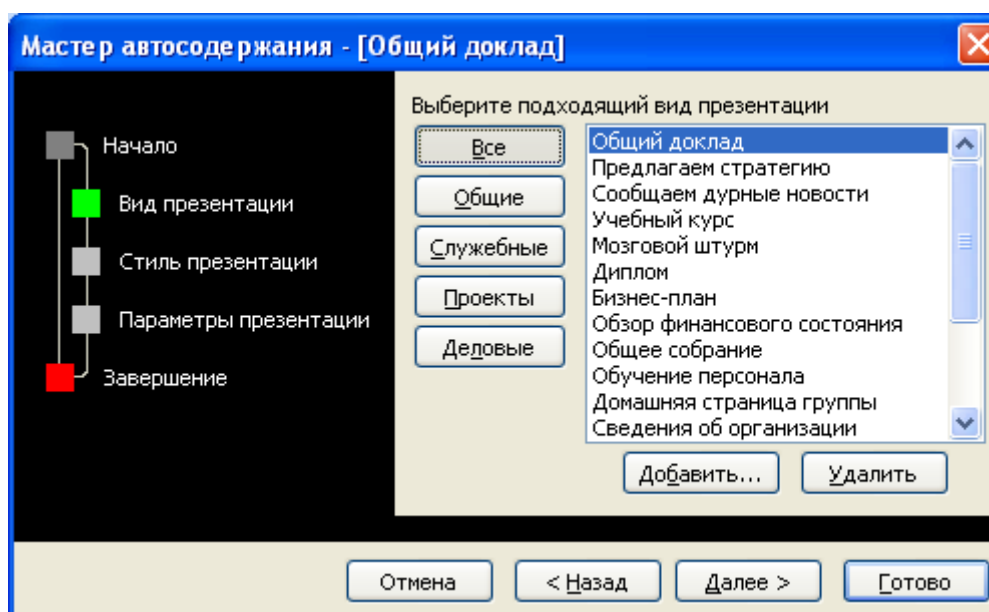 Мастер автосодержания - [Общий доклад]
Начало
Вид презентации
Стиль презентации
Параметры презентации
Завершение
Выберите подходящий вид презентации
Все
Общие
Служебные
Проекты
Деловые
Общий доклад
Предлагаем стратегию
Сообщаем дурные новости
Учебный курс
Мозговой штурм
Диплом
Бизнес-план
Обзор финансового состояния
Общее собрание
Обучение персонала
Домашняя страница группы
Сведения об организации
Добавить...
Удалить
Отмена
< Назад
Далее >
Готово